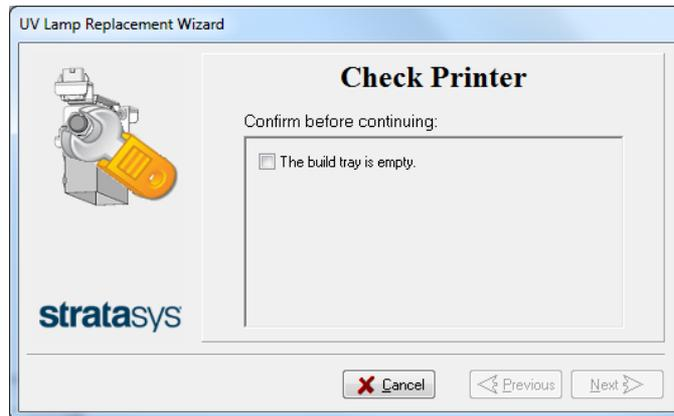 UV Lamp Replacement Wizard
Check Printer
Confirm before continuing:
The build tray is empty.
stratasys
Cancel
Previous
Next